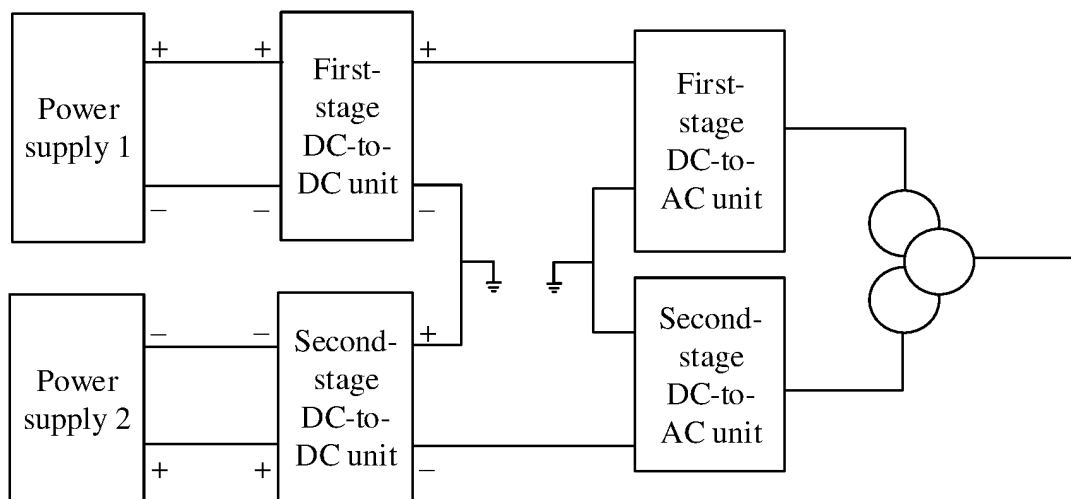 +
+
+
Power
supply 1
First-
stage
DC-to-
DC unit
First-
stage
DC-to-
AC unit
−
−
−
Power
supply 2
−
−
+
Second-
stage
DC-to-
DC unit
Second-
stage
DC-to-
AC unit
+
+
−